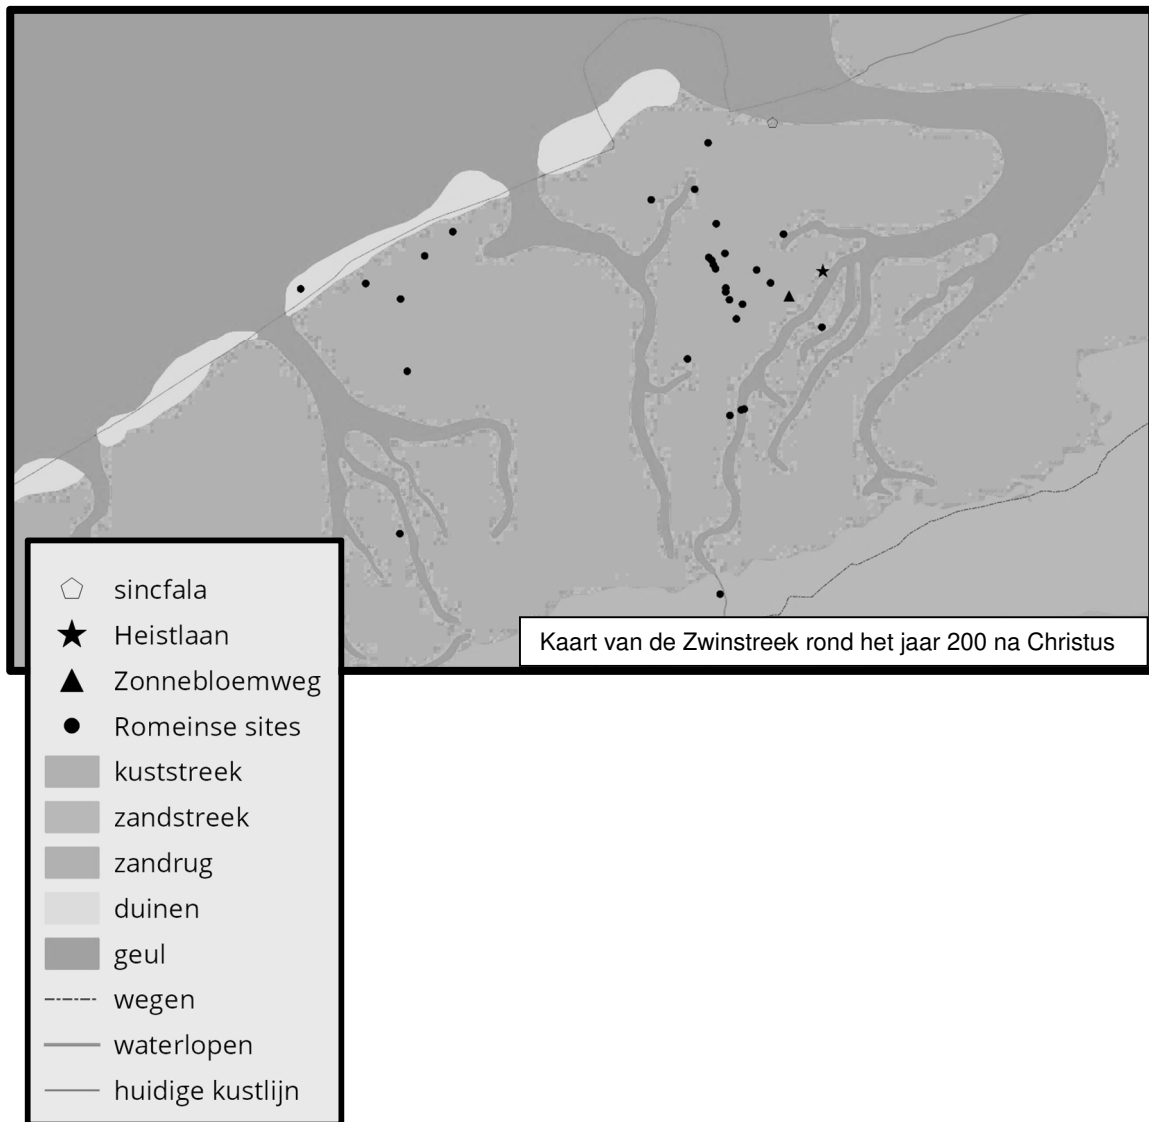 Kaart van de Zwinstreek rond het jaar 200 na Christus
sincfala
Heistlaan
Zonnebloemweg
Romeinse sites
kuststreek
zandstreek
zandrug
duinen
geul
wegen
waterlopen
huidige kustlijn